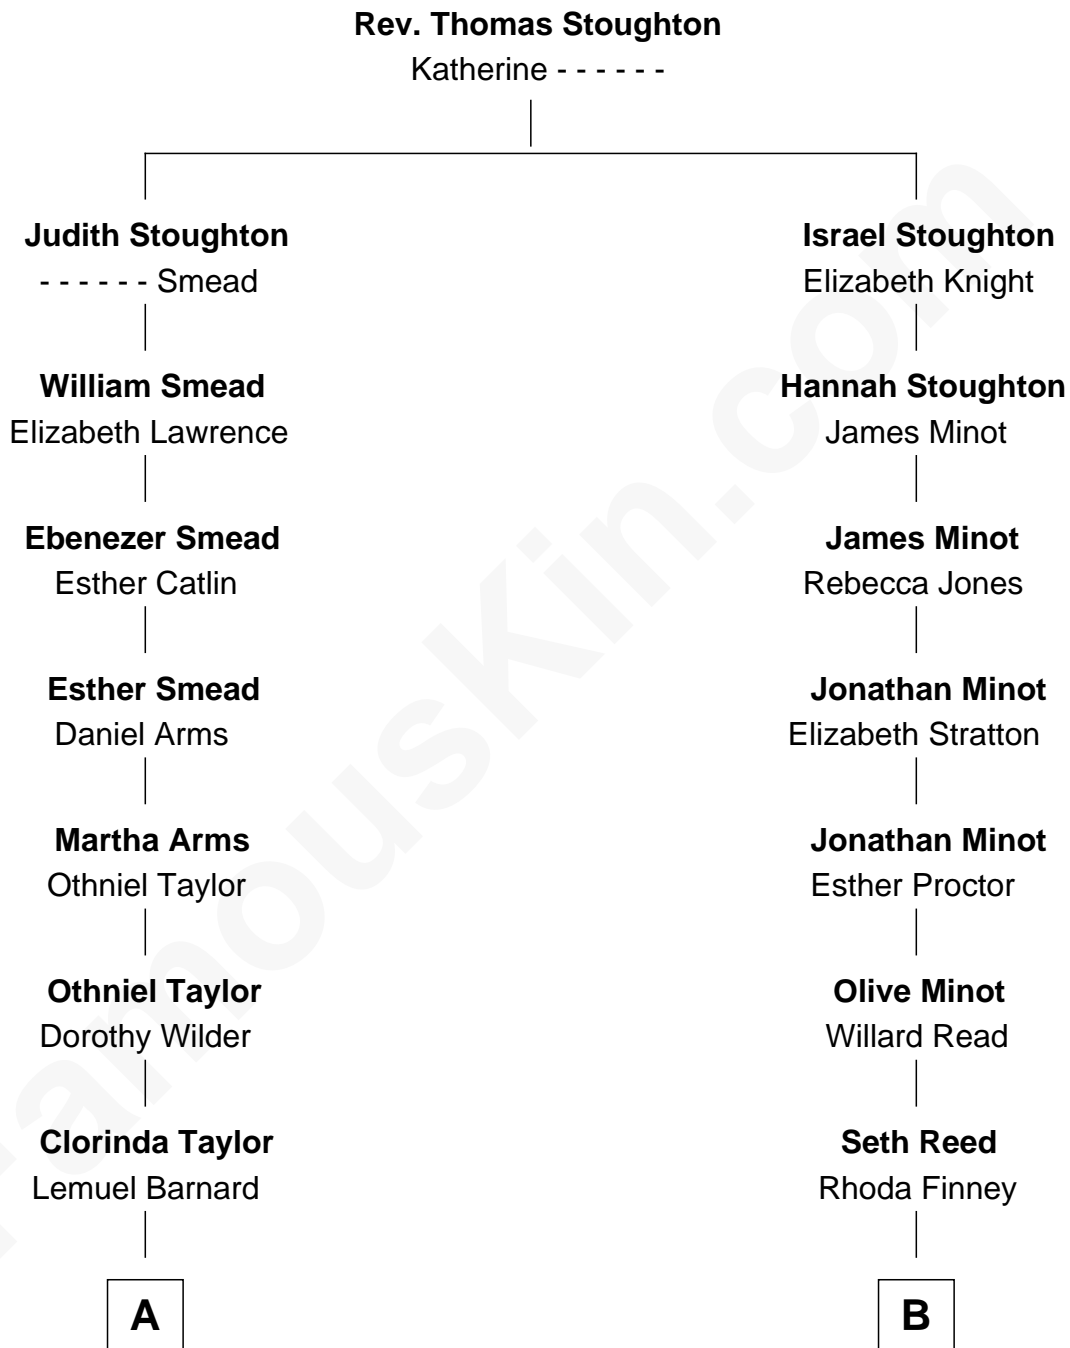 Rev. Thomas Stoughton
Katherine - - - - - -
Judith Stoughton
- - - - - - Smead
William Smead
Elizabeth Lawrence
Ebenezer Smead
Esther Catlin
Esther Smead
Daniel Arms
Martha Arms
Othniel Taylor
Othniel Taylor
Dorothy Wilder
Clorinda Taylor
Lemuel Barnard
A
Israel Stoughton
Elizabeth Knight
Hannah Stoughton
James Minot
James Minot
Rebecca Jones
Jonathan Minot
Elizabeth Stratton
Jonathan Minot
Esther Proctor
Olive Minot
Willard Read
Seth Reed
Rhoda Finney
B
FamousKin.com